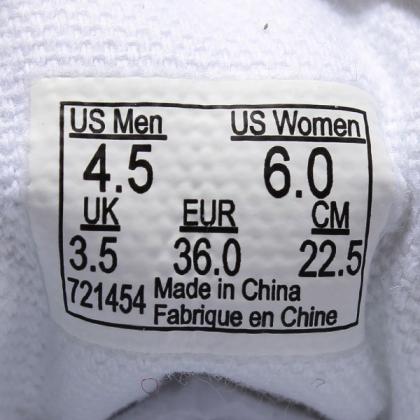 US Men US Women
4.5 6.0
UK EUR CM
3.5 36.0 22.5
721454 Made in China
Fabrique en Chine